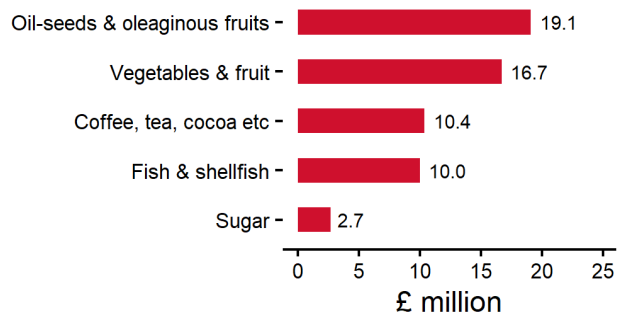 Oil-seeds & oleaginous fruits 19.1
Vegetables & fruit 16.7
Coffee, tea, cocoa etc 10.4
Fish & shellfish 10.0
Sugar 2.7
0 5 10 15 20 25
£ million